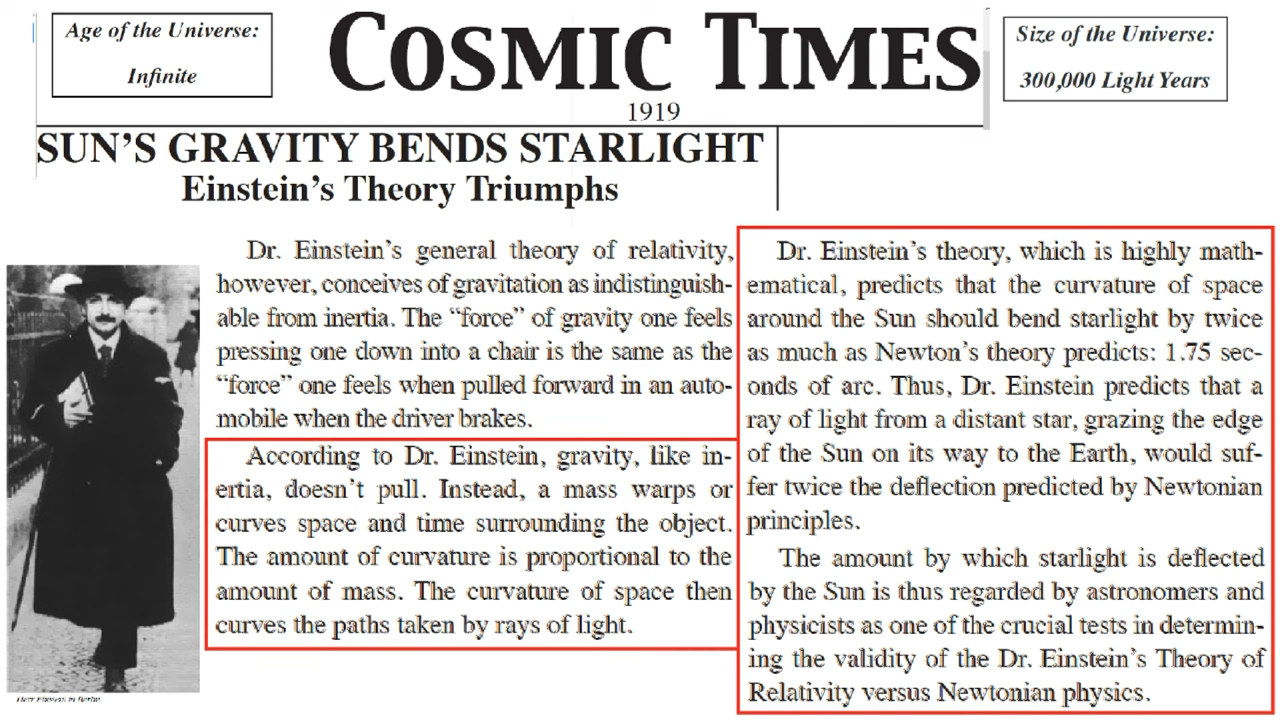 Age of the Universe:
Infinite
COSMIC TIMES
1919
Size of the Universe:
300,000 Light Years
SUN'S GRAVITY BENDS STARLIGHT
Einstein's Theory Triumphs
Dr. Einstein's general theory of relativity,
however, conceives of gravitation as indistinguish-
able from inertia. The “force” of gravity one feels
pressing one down into a chair is the same as the
“force” one feels when pulled forward in an auto-
mobile when the driver brakes.
According to Dr. Einstein, gravity, like in-
ertia, doesn't pull. Instead, a mass warps or
curves space and time surrounding the object.
The amount of curvature is proportional to the
amount of mass. The curvature of space then
curves the paths taken by rays of light.
Dr. Einstein's theory, which is highly math-
ematical, predicts that the curvature of space
around the Sun should bend starlight by twice
as much as Newton's theory predicts: 1.75 sec-
onds of arc. Thus, Dr. Einstein predicts that a
ray of light from a distant star, grazing the edge
of the Sun on its way to the Earth, would suf-
fer twice the deflection predicted by Newtonian
principles.
The amount by which starlight is deflected
by the Sun is thus regarded by astronomers and
physicists as one of the crucial tests in determin-
ing the validity of the Dr. Einstein's Theory of
Relativity versus Newtonian physics.
Herr Einstein in Berlin.